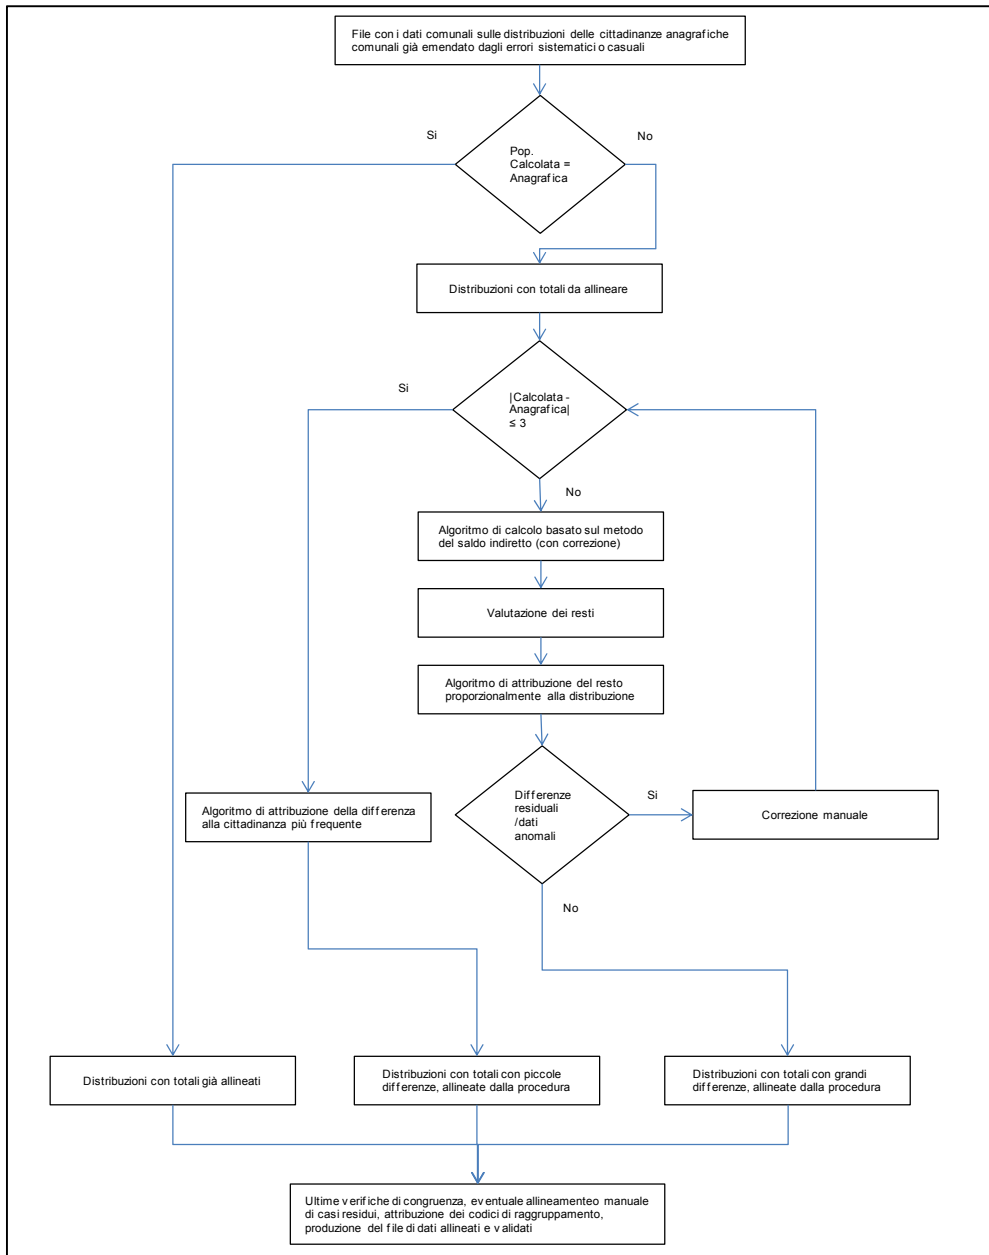 File con i dati comunali sulle distribuzioni delle cittadinanze anagrafiche
comunali già emendato dagli errori sistematici o casuali
Si
No
Pop.
Calcolata =
Anagrafica
Distribuzioni con totali da allineare
Si
|Calcolata -
Anagrafica|
≤ 3
No
Algoritmo di calcolo basato sul metodo
del saldo indiretto (con correzione)
Valutazione dei resti
Algoritmo di attribuzione del resto
proporzionalmente alla distribuzione
Differenze
residuali
/dati
anomali
Si
Correzione manuale
Algoritmo di attribuzione della differenza
alla cittadinanza più frequente
No
Distribuzioni con totali già allineati
Distribuzioni con totali con piccole
differenze, allineate dalla procedura
Distribuzioni con totali con grandi
differenze, allineate dalla procedura
Ultime verifiche di congruenza, eventuale allineamenteo manuale
di casi residui, attribuzione dei codici di raggruppamento,
produzione del file di dati allineati e validati